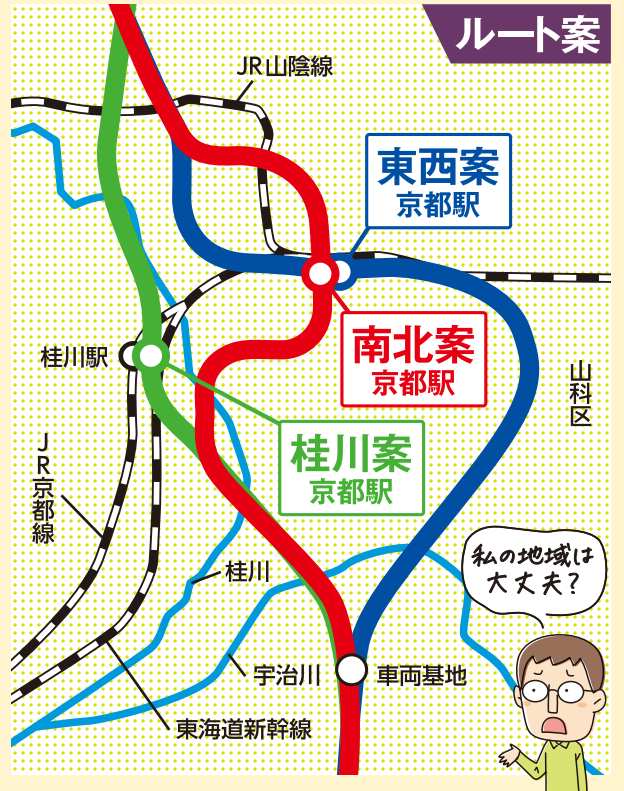 ルート案
JR山陰線
東西案
京都駅
南北案
京都駅
桂川駅
山科区
桂川案
京都駅
JR京都線
私の地域は
大丈夫?
桂川
宇治川
車両基地
東海道新幹線